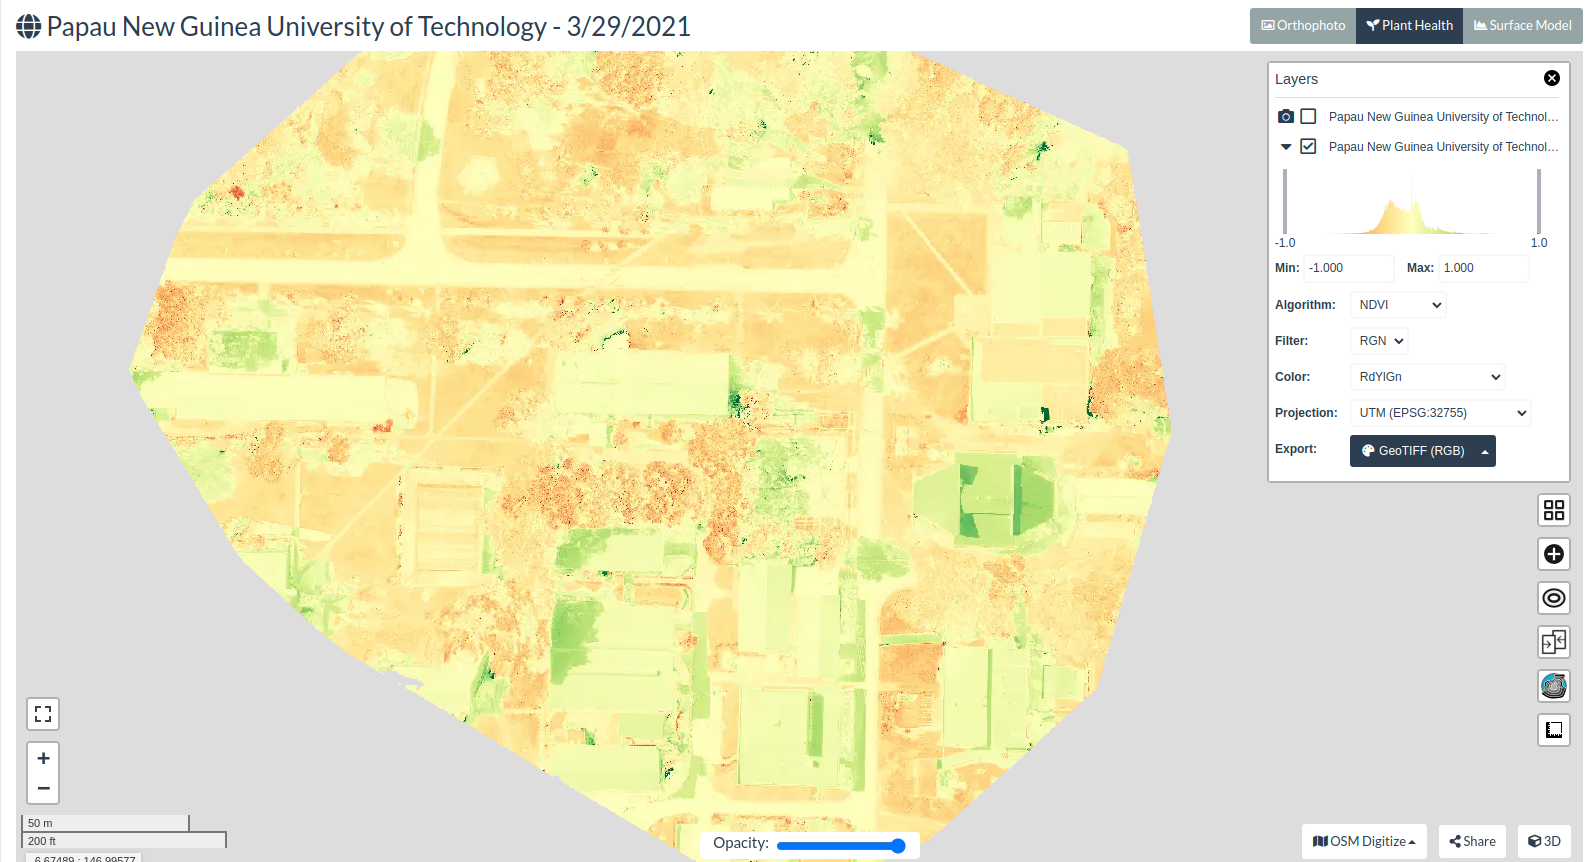 Papau New Guinea University of Technology - 3/29/2021
Orthophoto
Plant Health
Surface Model
Layers
Papau New Guinea University of Technol...
Papau New Guinea University of Technol...
-1.0
1.0
Min: -1.000 Max: 1.000
Algorithm: NDVI
Filter: RGN
Color: RdYlGn
Projection: UTM (EPSG:32755)
Export: GeoTIFF (RGB)
+
−
50 m
200 ft
-6.67489 : 146.99577
Opacity:
OSM Digitize
Share
3D